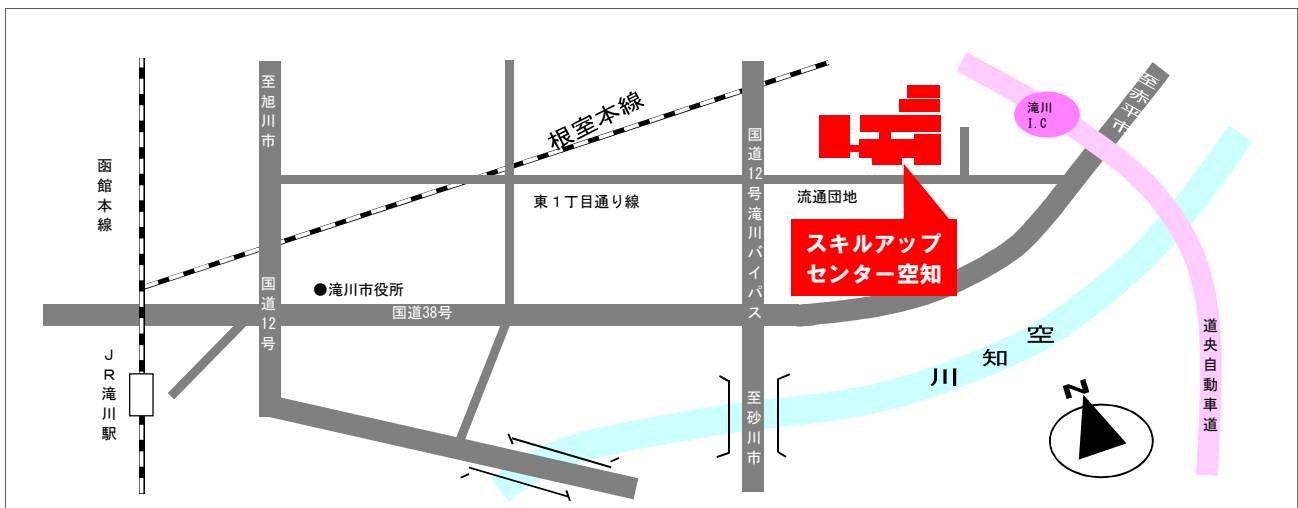 至旭川市
函館本線
根室本線
国道12号滝川バイパス
滝川
I.C
至赤平市
東1丁目通り線
流通団地
スキルアップ
センター空知
国道12号
●滝川市役所
国道38号
JR滝川駅
空知川
道央自動車道
至砂川市
N